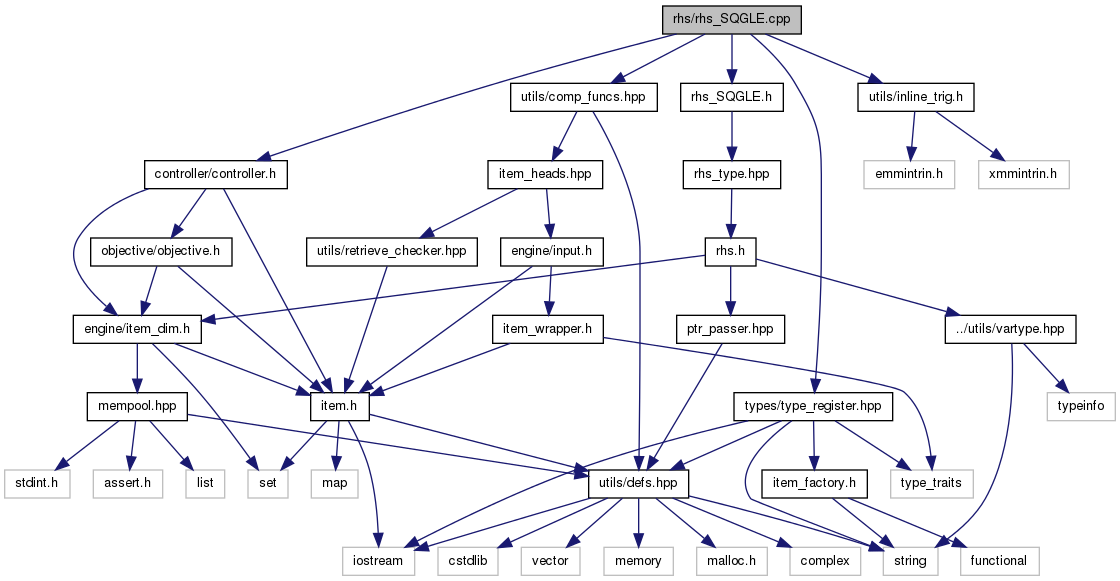 rhs/rhs_SQGLE.cpp
utils/comp_funcs.hpp
rhs_SQGLE.h
utils/inline_trig.h
controller/controller.h
item_heads.hpp
rhs_type.hpp
emmintrin.h
xmmintrin.h
objective/objective.h
utils/retrieve_checker.hpp
engine/input.h
rhs.h
engine/item_dim.h
item_wrapper.h
ptr_passer.hpp
../utils/vartype.hpp
mempool.hpp
item.h
types/type_register.hpp
typeinfo
stdint.h
assert.h
list
set
map
utils/defs.hpp
item_factory.h
type_traits
iostream
cstdlib
vector
memory
malloc.h
complex
string
functional